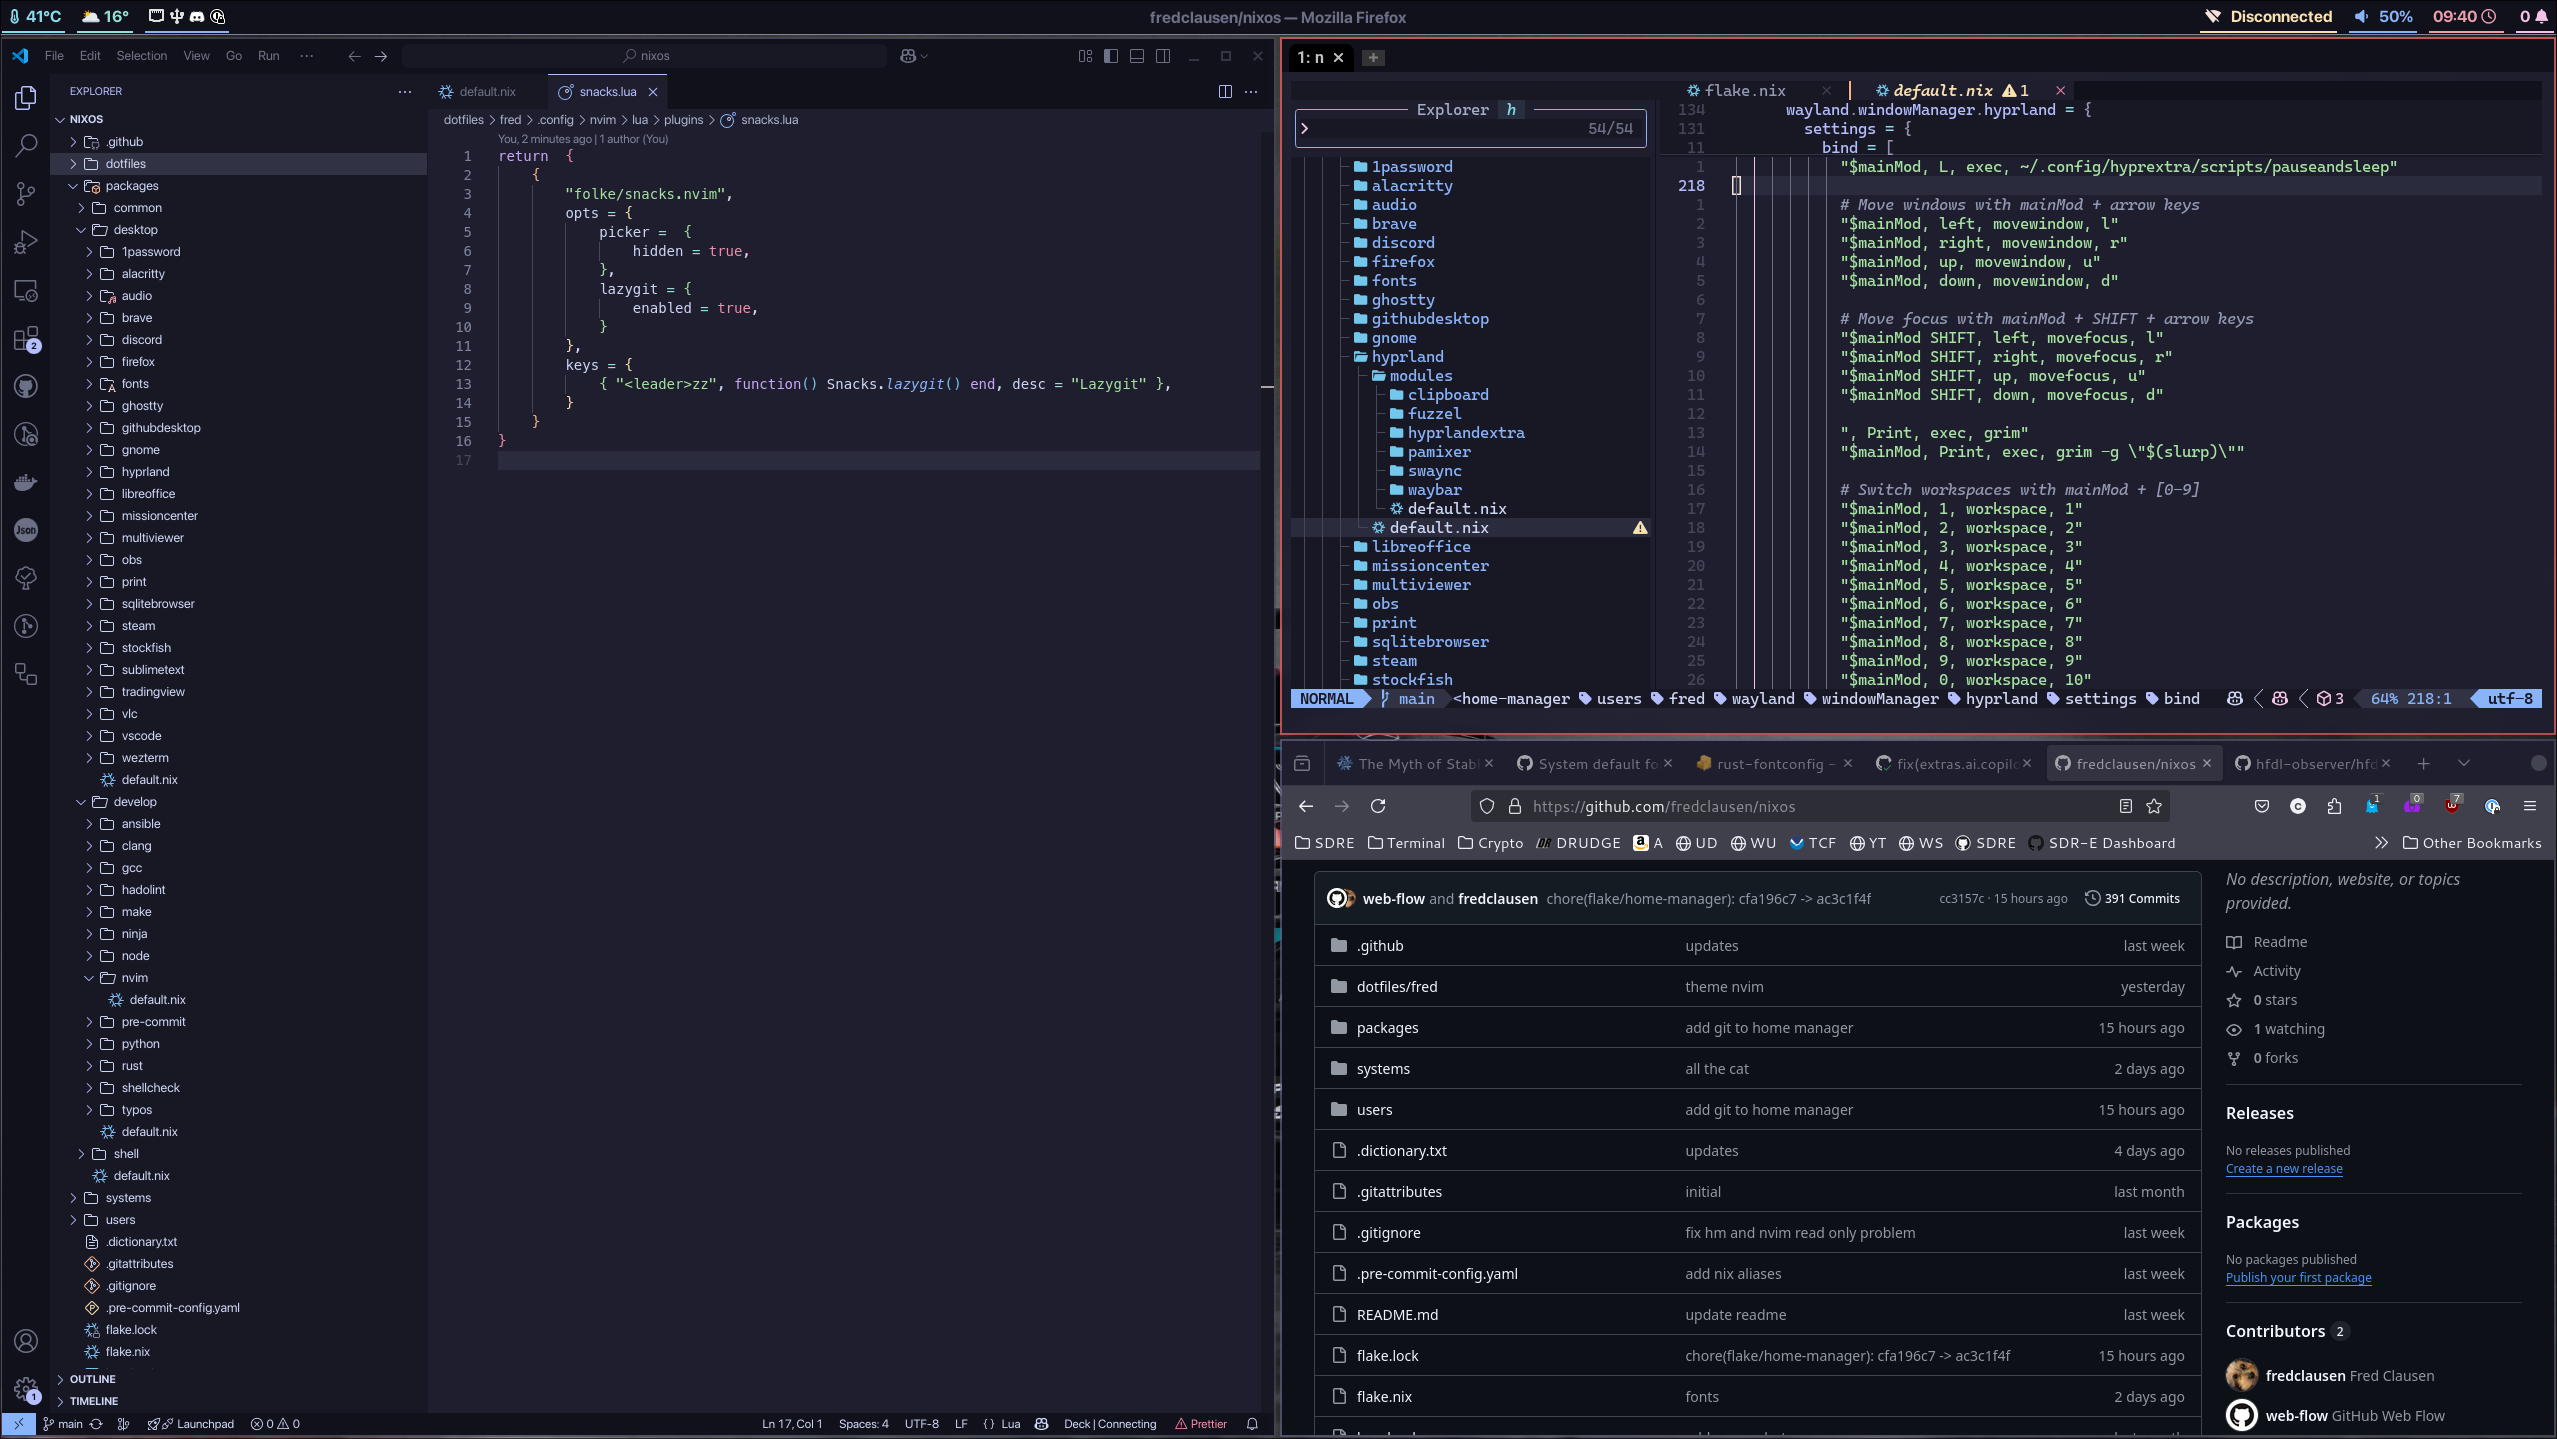 41°C 16°
fredclausen/nixos — Mozilla Firefox
Disconnected 50% 09:40 0
File Edit Selection View Go Run ···
nixos
EXPLORER
NIXOS
.github
dotfiles
packages
common
desktop
1password
alacritty
audio
brave
discord
firefox
fonts
ghostty
githubdesktop
gnome
hyprland
libreoffice
missioncenter
multiviewer
obs
print
sqlitebrowser
steam
stockfish
sublimetext
tradingview
vlc
vscode
wezterm
default.nix
develop
ansible
clang
gcc
hadolint
make
ninja
node
nvim
default.nix
pre-commit
python
rust
shellcheck
typos
default.nix
shell
default.nix
systems
users
.dictionary.txt
.gitattributes
.gitignore
.pre-commit-config.yaml
flake.lock
flake.nix
OUTLINE
TIMELINE
2
Json
1
default.nix snacks.lua
dotfiles > fred > .config > nvim > lua > plugins > snacks.lua
You, 2 minutes ago | 1 author (You)
1 return {
2 {
3 "folke/snacks.nvim",
4 opts = {
5 picker = {
6 hidden = true,
7 },
8 lazygit = {
9 enabled = true,
10 }
11 },
12 keys = {
13 { "<leader>zz", function() Snacks.lazygit() end, desc = "Lazygit" },
14 }
15 }
16 }
17
main Launchpad 0 0 Ln 17, Col 1 Spaces: 4 UTF-8 LF {} Lua Deck | Connecting Prettier
1: n × +
Explorer h
> 54/54
1password
alacritty
audio
brave
discord
firefox
fonts
ghostty
githubdesktop
gnome
hyprland
modules
clipboard
fuzzel
hyprlandextra
pamixer
swaync
waybar
default.nix
default.nix
libreoffice
missioncenter
multiviewer
obs
print
sqlitebrowser
steam
stockfish
flake.nix default.nix 1
134 wayland.windowManager.hyprland = {
131 settings = {
11 bind = [
1 "$mainMod, L, exec, ~/.config/hyprextra/scripts/pauseandsleep"
218
1 # Move windows with mainMod + arrow keys
2 "$mainMod, left, movewindow, l"
3 "$mainMod, right, movewindow, r"
4 "$mainMod, up, movewindow, u"
5 "$mainMod, down, movewindow, d"
6
7 # Move focus with mainMod + SHIFT + arrow keys
8 "$mainMod SHIFT, left, movefocus, l"
9 "$mainMod SHIFT, right, movefocus, r"
10 "$mainMod SHIFT, up, movefocus, u"
11 "$mainMod SHIFT, down, movefocus, d"
12
13 ", Print, exec, grim"
14 "$mainMod, Print, exec, grim -g \"$(slurp)\""
15
16 # Switch workspaces with mainMod + [0-9]
17 "$mainMod, 1, workspace, 1"
18 "$mainMod, 2, workspace, 2"
19 "$mainMod, 3, workspace, 3"
20 "$mainMod, 4, workspace, 4"
21 "$mainMod, 5, workspace, 5"
22 "$mainMod, 6, workspace, 6"
23 "$mainMod, 7, workspace, 7"
24 "$mainMod, 8, workspace, 8"
25 "$mainMod, 9, workspace, 9"
26 "$mainMod, 0, workspace, 10"
NORMAL main <home-manager users fred wayland windowManager hyprland settings bind 3 64% 218:1 utf-8
The Myth of Stabl System default fo rust-fontconfig - fix(extras.ai.copilo fredclausen/nixos hfdl-observer/hfd
https://github.com/fredclausen/nixos
1 0 7
SDRE Terminal Crypto DRUDGE A UD WU TCF YT WS SDRE SDR-E Dashboard Other Bookmarks
web-flow and fredclausen chore(flake/home-manager): cfa196c7 -> ac3c1f4f cc3157c · 15 hours ago 391 Commits
.github updates last week
dotfiles/fred theme nvim yesterday
packages add git to home manager 15 hours ago
systems all the cat 2 days ago
users add git to home manager 15 hours ago
.dictionary.txt updates 4 days ago
.gitattributes initial last month
.gitignore fix hm and nvim read only problem last week
.pre-commit-config.yaml add nix aliases last week
README.md update readme last week
flake.lock chore(flake/home-manager): cfa196c7 -> ac3c1f4f 15 hours ago
flake.nix fonts 2 days ago
No description, website, or topics
provided.
Readme
Activity
0 stars
1 watching
0 forks
Releases
No releases published
Create a new release
Packages
No packages published
Publish your first package
Contributors 2
fredclausen Fred Clausen
web-flow GitHub Web Flow